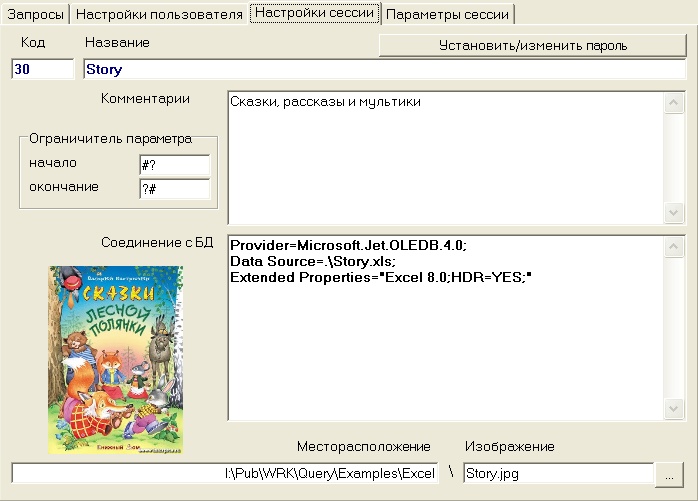 Запросы Настройки пользователя Настройки сессии Параметры сессии
Код Название Установить/изменить пароль
30 Story
Комментарии
Сказки, рассказы и мультики
Ограничитель параметра
начало #?
окончание ?#
Соединение с БД
Provider=Microsoft.Jet.OLEDB.4.0;
Data Source=.\Story.xls;
Extended Properties="Excel 8.0;HDR=YES;"
СКАЗКИ
ЛЕСНОЙ
ПОЛЯНКИ
Книжный Дом
Месторасположение Изображение
I:\Pub\WRK\Query\Examples\Excel \ Story.jpg ...